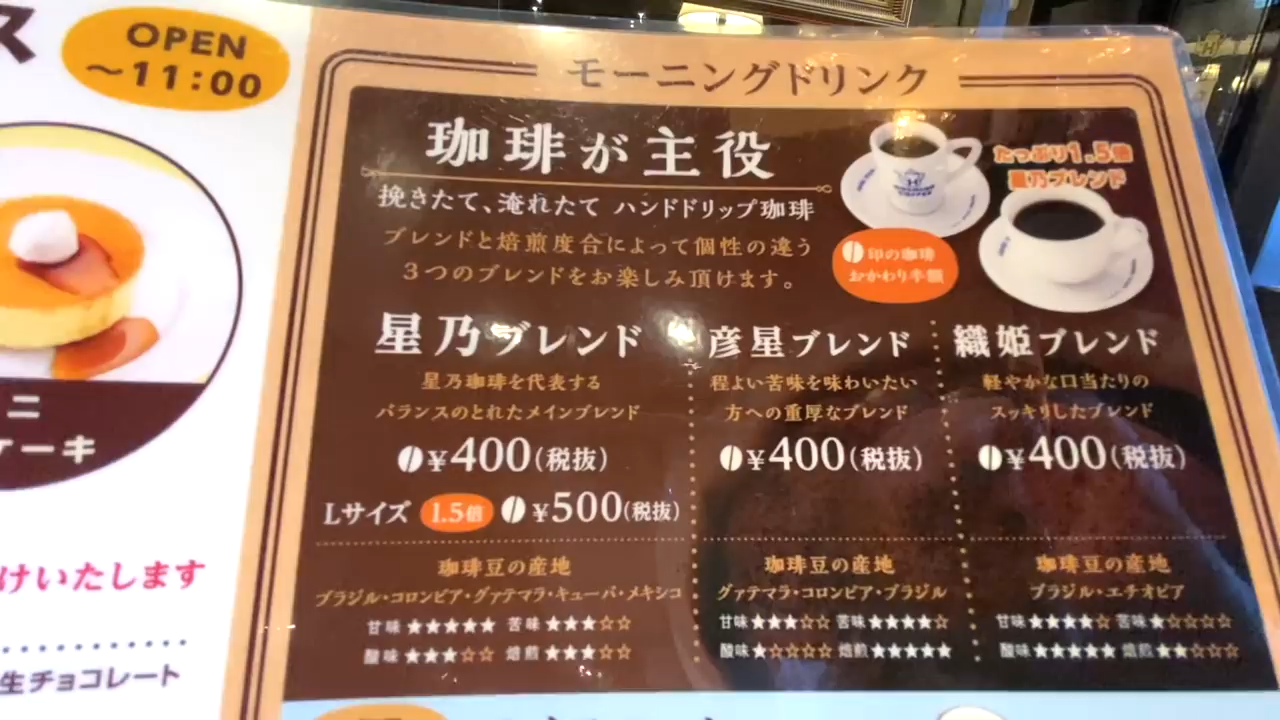 OPEN
～11：00
ニ
ケーキ
けいたします
生チョコレート
モーニングドリンク
珈琲が主役
挽きたて、淹れたて ハンドドリップ珈琲
ブレンドと焙煎度合によって個性の違う
3つのブレンドをお楽しみ頂けます。
たっぷり1.5倍
星乃ブレンド
印の珈琲
おかわり半額
星乃ブレンド
星乃珈琲を代表する
バランスのとれたメインブレンド
¥400(税抜)
Lサイズ 1.5倍 ¥500(税抜)
珈琲豆の産地
ブラジル・コロンビア・グァテマラ・キューバ・メキシコ
甘味★★★★★ 苦味★★★☆☆
酸味★★★☆☆ 焙煎★★★☆☆
彦星ブレンド
程よい苦味を味わいたい
方への重厚なブレンド
¥400(税抜)
珈琲豆の産地
グァテマラ・コロンビア・ブラジル
甘味★★★☆☆ 苦味★★★★☆
酸味★☆☆☆☆ 焙煎★★★★★
織姫ブレンド
軽やかな口当たりの
スッキリしたブレンド
¥400(税抜)
珈琲豆の産地
ブラジル・エチオピア
甘味★★★★☆ 苦味★☆☆☆☆
酸味★★★★★ 焙煎★★☆☆☆